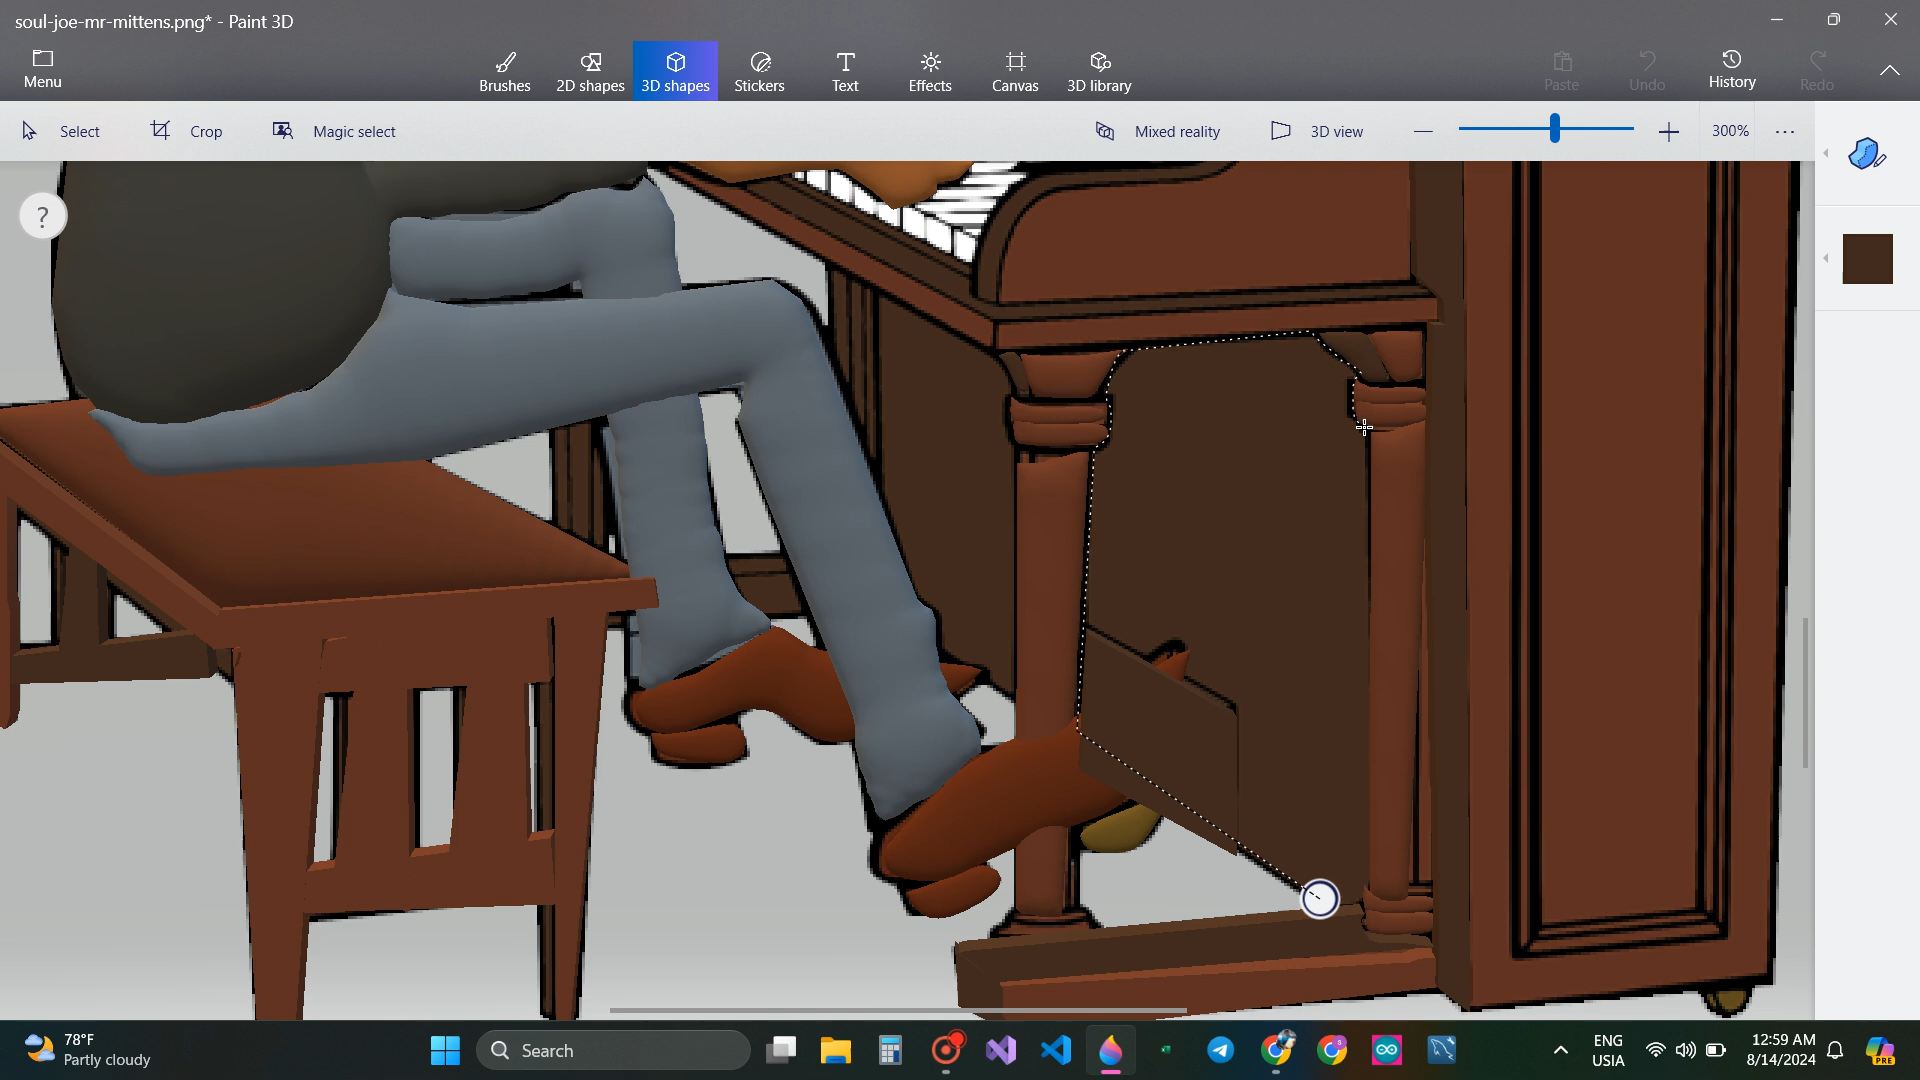 soul-joe-mr-mittens.png* - Paint 3D
Menu
Brushes
2D shapes
3D shapes
Stickers
Text
Effects
Canvas
3D library
Paste
Undo
History
Redo
Select
Crop
Magic select
Mixed reality
3D view
300%
?
78°F
Partly cloudy
Search
ENG
USIA
12:59 AM
8/14/2024
PRE